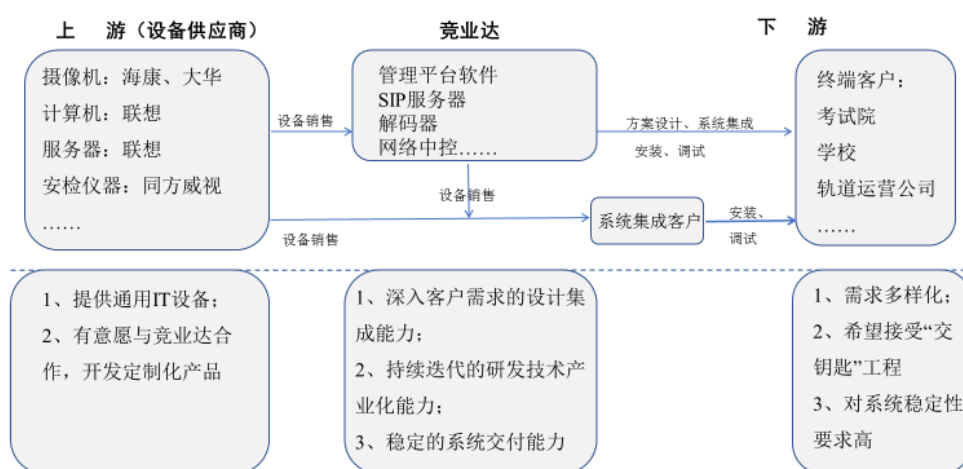 上 游（设备供应商）
竞业达
下 游
摄像机：海康、大华
计算机：联想
服务器：联想
安检仪器：同方威视
……
设备销售
管理平台软件
SIP服务器
解码器
网络中控……
方案设计、系统集成
安装、调试
终端客户：
考试院
学校
轨道运营公司
……
设备销售
设备销售
系统集成客户
安装、
调试
1、提供通用IT设备；
2、有意愿与竞业达合
作，开发定制化产品
1、深入客户需求的设计集
成能力；
2、持续迭代的研发技术产
业化能力；
3、稳定的系统交付能力
1、需求多样化；
2、希望接受“交
钥匙”工程
3、对系统稳定性
要求高